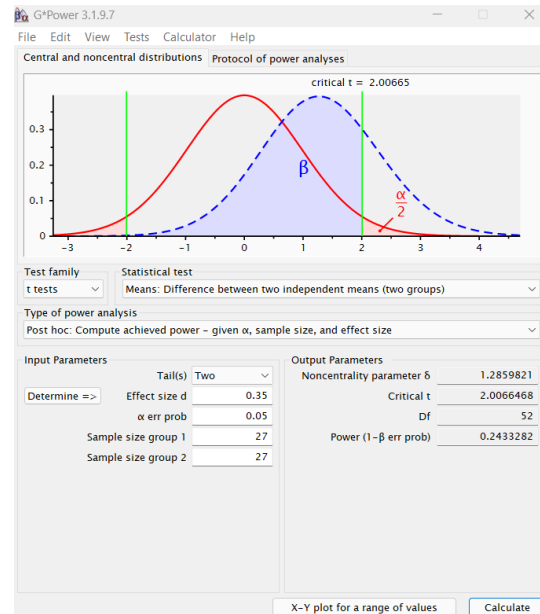 G*Power 3.1.9.7
File Edit View Tests Calculator Help
Central and noncentral distributions Protocol of power analyses
critical t = 2.00665
0.3
0.2
0.1
0
β
α
2
-3 -2 -1 0 1 2 3 4
Test family Statistical test
t tests Means: Difference between two independent means (two groups)
Type of power analysis
Post hoc: Compute achieved power – given α, sample size, and effect size
Input Parameters Output Parameters
Tail(s) Two Noncentrality parameter δ 1.2859821
Determine => Effect size d 0.35 Critical t 2.0066468
α err prob 0.05 Df 52
Sample size group 1 27 Power (1-β err prob) 0.2433282
Sample size group 2 27
X-Y plot for a range of values Calculate